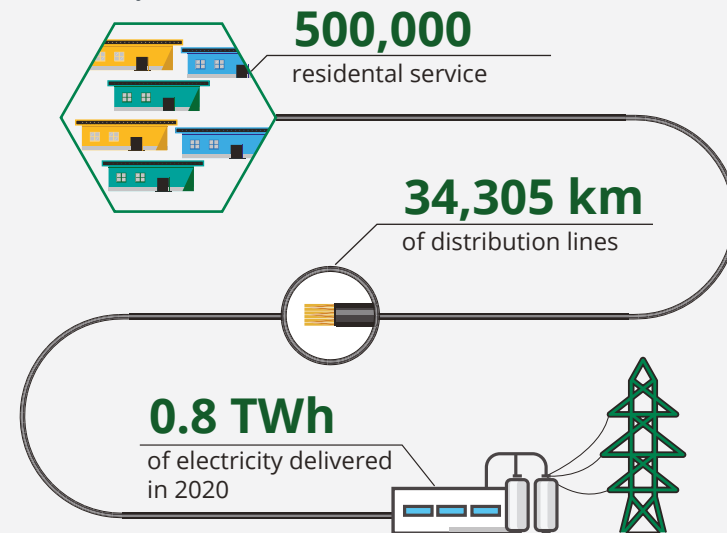 500,000
residental service
34,305 km
of distribution lines
0.8 TWh
of electricity delivered
in 2020